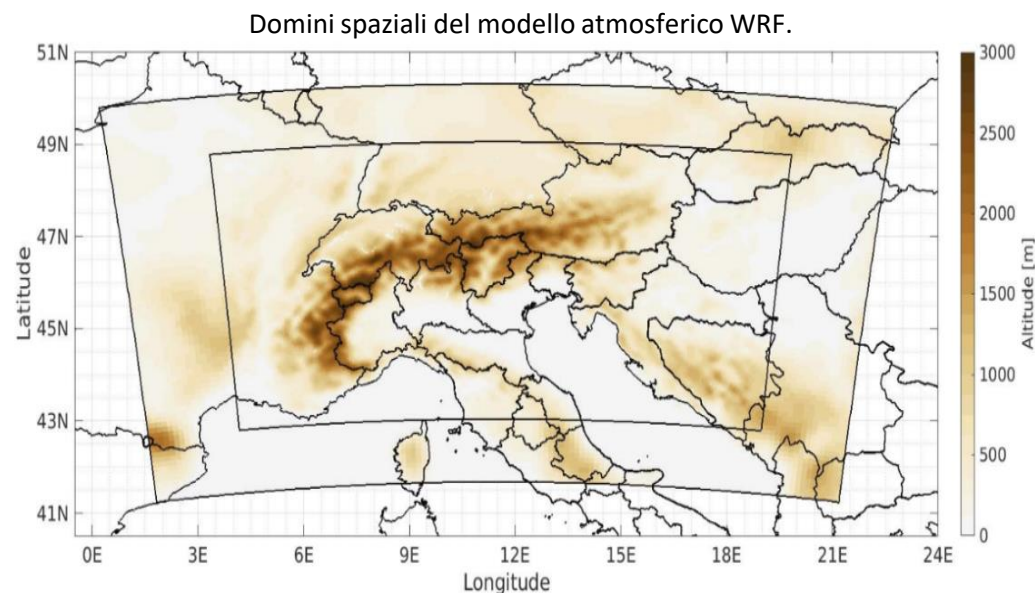 Domini spaziali del modello atmosferico WRF.
51N
49N
47N
45N
43N
41N
Latitude
0E 3E 6E 9E 12E 15E 18E 21E 24E
Longitude
3000
2500
2000
1500
1000
500
0
Altitude [m]